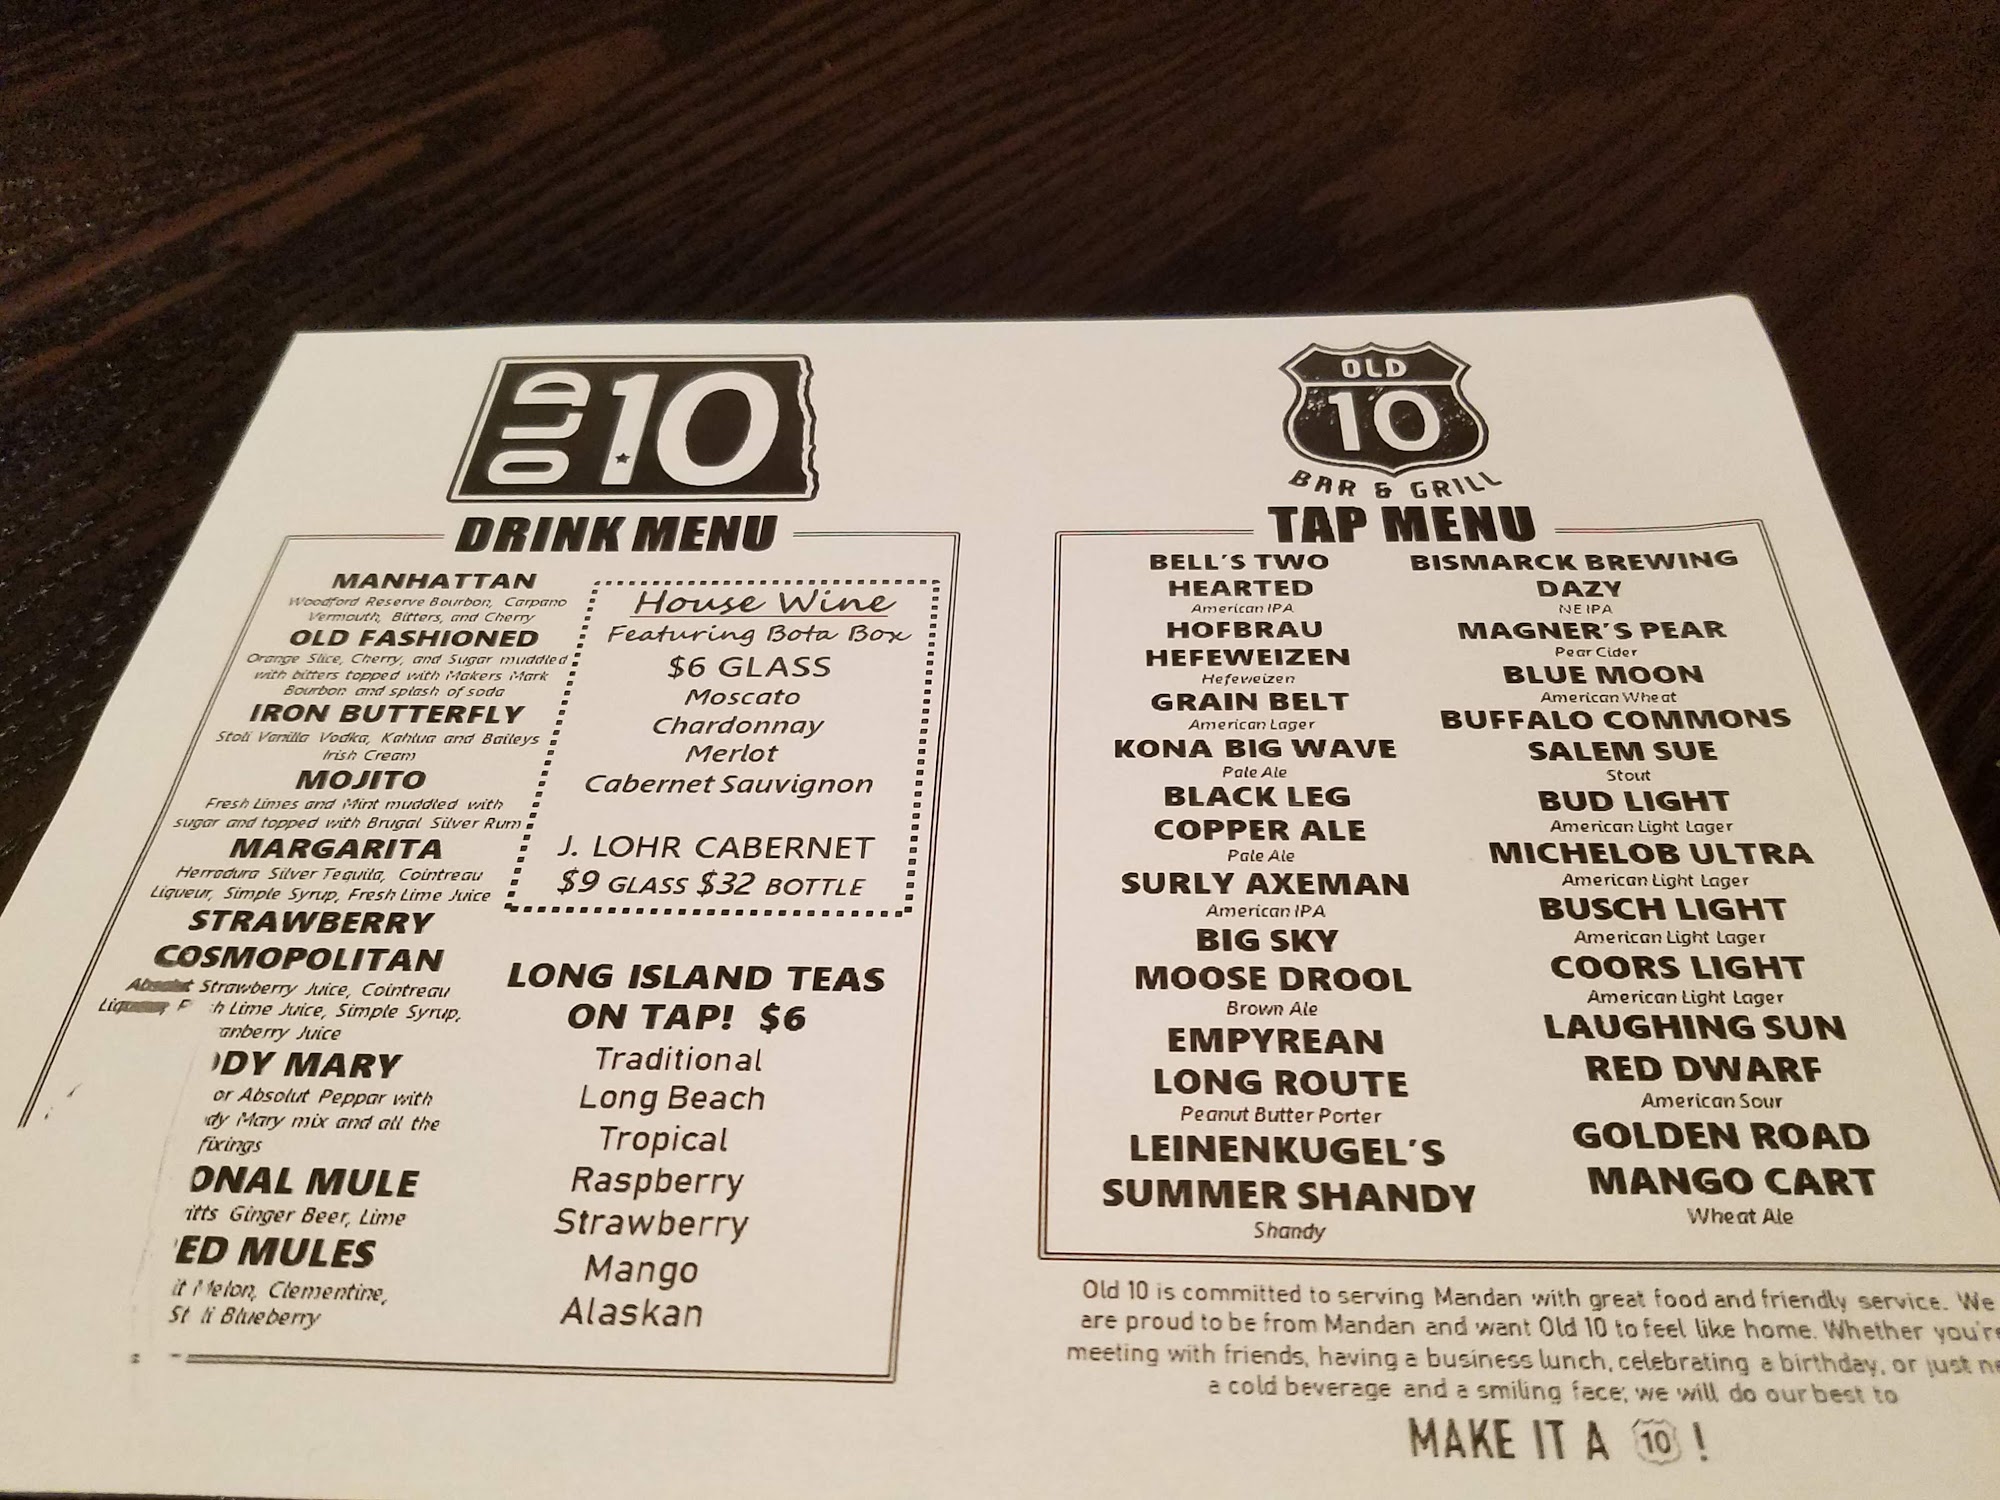 OLD 10
DRINK MENU
MANHATTAN
Woodford Reserve Bourbon, Carpano
Vermouth, Bitters, and Cherry
OLD FASHIONED
Orange Slice, Cherry, and Sugar muddled
with bitters topped with Makers Mark
Bourbon and splash of soda
IRON BUTTERFLY
Stoli Vanilla Vodka, Kahlua and Baileys
Irish Cream
MOJITO
Fresh Limes and Mint muddled with
sugar and topped with Brugal Silver Rum
MARGARITA
Herradura Silver Tequila, Cointreau
Liqueur, Simple Syrup, Fresh Lime Juice
STRAWBERRY
COSMOPOLITAN
Strawberry Juice, Cointreau
Lime Juice, Simple Syrup,
Juice
MARY
or Absolut Peppar with
Mary mix and all the
fixings
MULE
Ginger Beer, Lime
MULES
Melon, Clementine,
Blueberry
House Wine
Featuring Bota Box
$6 GLASS
Moscato
Chardonnay
Merlot
Cabernet Sauvignon
J. LOHR CABERNET
$9 GLASS $32 BOTTLE
LONG ISLAND TEAS
ON TAP! $6
Traditional
Long Beach
Tropical
Raspberry
Strawberry
Mango
Alaskan
OLD
10
BAR & GRILL
TAP MENU
BELL'S TWO
HEARTED
American IPA
HOFBRAU
HEFEWEIZEN
Hefeweizen
GRAIN BELT
American Lager
KONA BIG WAVE
Pale Ale
BLACK LEG
COPPER ALE
Pale Ale
SURLY AXEMAN
American IPA
BIG SKY
MOOSE DROOL
Brown Ale
EMPYREAN
LONG ROUTE
Peanut Butter Porter
LEINENKUGEL'S
SUMMER SHANDY
Shandy
BISMARCK BREWING
DAZY
NE IPA
MAGNER'S PEAR
Pear Cider
BLUE MOON
American Wheat
BUFFALO COMMONS
SALEM SUE
Stout
BUD LIGHT
American Light Lager
MICHELOB ULTRA
American Light Lager
BUSCH LIGHT
American Light Lager
COORS LIGHT
American Light Lager
LAUGHING SUN
RED DWARF
American Sour
GOLDEN ROAD
MANGO CART
Wheat Ale
Old 10 is committed to serving Mandan with great food and friendly service. We
are proud to be from Mandan and want Old 10 to feel like home. Whether you're
meeting with friends, having a business lunch, celebrating a birthday, or just
a cold beverage and a smiling face; we will do our best to
MAKE IT A 10 !